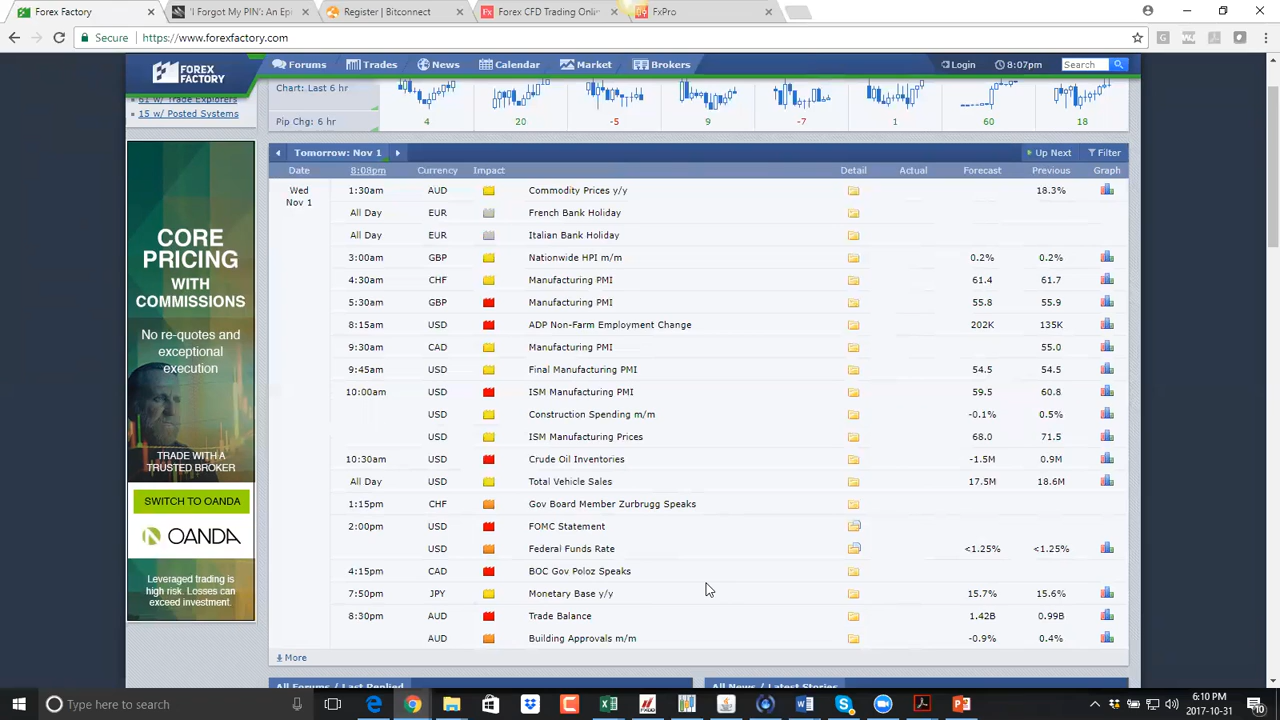 Forex Factory
'I Forgot My PIN': An Ep
Register | Bitconnect
Forex CFD Trading Onlin
FxPro
Secure
https://www.forexfactory.com
FOREX FACTORY
Forums
Trades
News
Calendar
Market
Brokers
Login
8:07pm
Search
61 w/ Trade Explorers
15 w/ Posted Systems
Chart: Last 6 hr
Pip Chg: 6 hr 4 20 -5 9 -7 1 60 18
Tomorrow: Nov 1 Up Next Filter
Date 8:08pm Currency Impact Detail Actual Forecast Previous Graph
Wed
Nov 1
1:30am AUD Commodity Prices y/y 18.3%
All Day EUR French Bank Holiday
All Day EUR Italian Bank Holiday
3:00am GBP Nationwide HPI m/m 0.2% 0.2%
4:30am CHF Manufacturing PMI 61.4 61.7
5:30am GBP Manufacturing PMI 55.8 55.9
8:15am USD ADP Non-Farm Employment Change 202K 135K
9:30am CAD Manufacturing PMI 55.0
9:45am USD Final Manufacturing PMI 54.5 54.5
10:00am USD ISM Manufacturing PMI 59.5 60.8
USD Construction Spending m/m -0.1% 0.5%
USD ISM Manufacturing Prices 68.0 71.5
10:30am USD Crude Oil Inventories -1.5M 0.9M
All Day USD Total Vehicle Sales 17.5M 18.6M
1:15pm CHF Gov Board Member Zurbrugg Speaks
2:00pm USD FOMC Statement
USD Federal Funds Rate <1.25% <1.25%
4:15pm CAD BOC Gov Poloz Speaks
7:50pm JPY Monetary Base y/y 15.7% 15.6%
8:30pm AUD Trade Balance 1.42B 0.99B
AUD Building Approvals m/m -0.9% 0.4%
More
All Forums / Last Replied
All News / Latest Stories
CORE
PRICING
WITH
COMMISSIONS
No re-quotes and
exceptional
execution
TRADE WITH A
TRUSTED BROKER
SWITCH TO OANDA
OANDA
Leveraged trading is
high risk. Losses can
exceed investment.
Type here to search
6:10 PM
2017-10-31